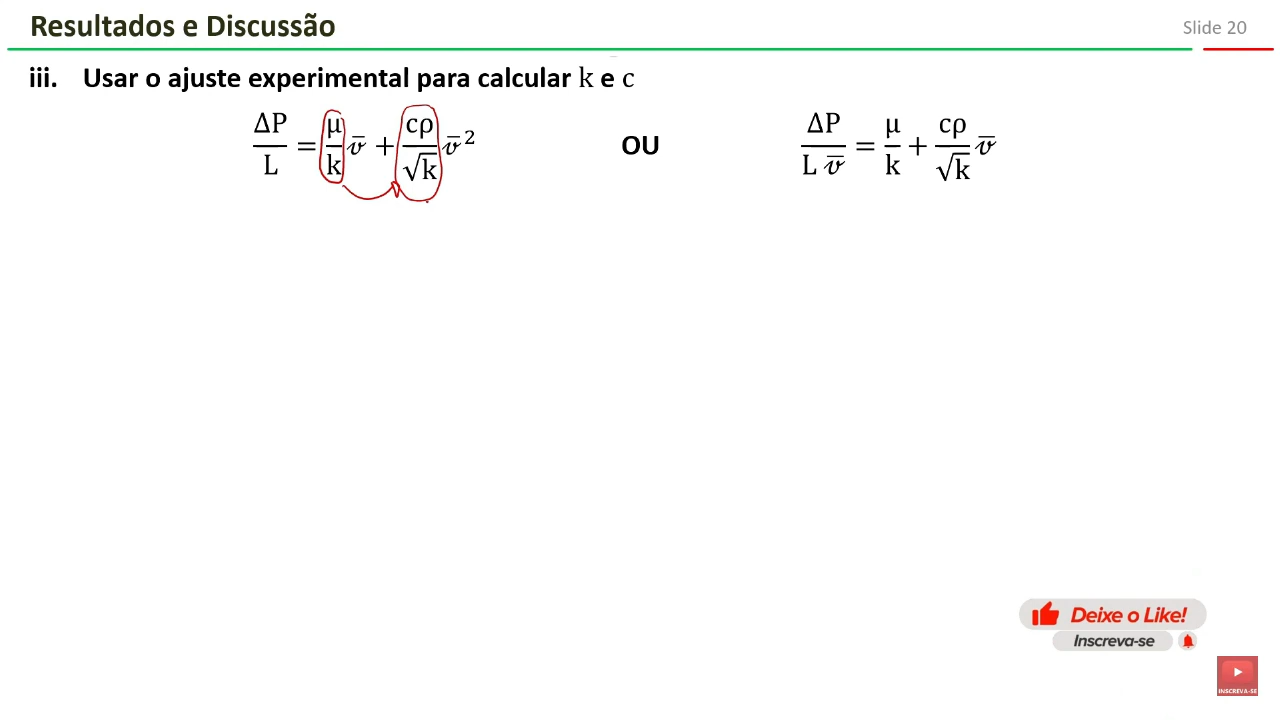 Resultados e Discussão
Slide 20
iii. Usar o ajuste experimental para calcular k e c
ΔP/L = μ/k v̅ + cρ/√k v̅² OU ΔP/(L v̅) = μ/k + cρ/√k v̅
Deixe o Like!
Inscreva-se
INSCREVA-SE